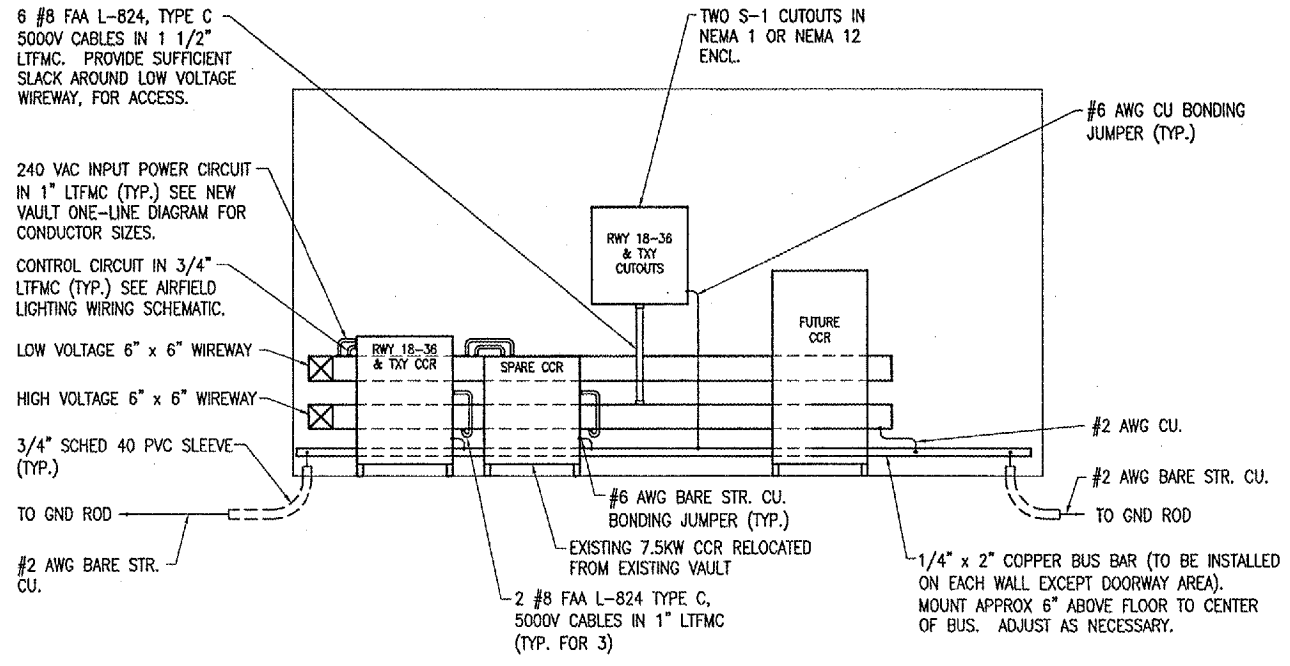 6 #8 FAA L-824, TYPE C
5000V CABLES IN 1 1/2"
LTFMC. PROVIDE SUFFICIENT
SLACK AROUND LOW VOLTAGE
WIREWAY, FOR ACCESS.
TWO S-1 CUTOUTS IN
NEMA 1 OR NEMA 12
ENCL.
#6 AWG CU BONDING
JUMPER (TYP.)
240 VAC INPUT POWER CIRCUIT
IN 1" LTFMC (TYP.) SEE NEW
VAULT ONE-LINE DIAGRAM FOR
CONDUCTOR SIZES.
CONTROL CIRCUIT IN 3/4"
LTFMC (TYP.) SEE AIRFIELD
LIGHTING WIRING SCHEMATIC.
LOW VOLTAGE 6" x 6" WIREWAY
HIGH VOLTAGE 6" x 6" WIREWAY
3/4" SCHED 40 PVC SLEEVE
(TYP.)
TO GND ROD
#2 AWG BARE STR.
CU.
RWY 18-36
& TXY
CUTOUTS
FUTURE
CCR
RWY 18-36
& TXY CCR
SPARE CCR
#2 AWG CU.
#2 AWG BARE STR. CU.
TO GND ROD
#6 AWG BARE STR. CU.
BONDING JUMPER (TYP.)
EXISTING 7.5KW CCR RELOCATED
FROM EXISTING VAULT
2 #8 FAA L-824 TYPE C,
5000V CABLES IN 1" LTFMC
(TYP. FOR 3)
1/4" x 2" COPPER BUS BAR (TO BE INSTALLED
ON EACH WALL EXCEPT DOORWAY AREA).
MOUNT APPROX 6" ABOVE FLOOR TO CENTER
OF BUS. ADJUST AS NECESSARY.